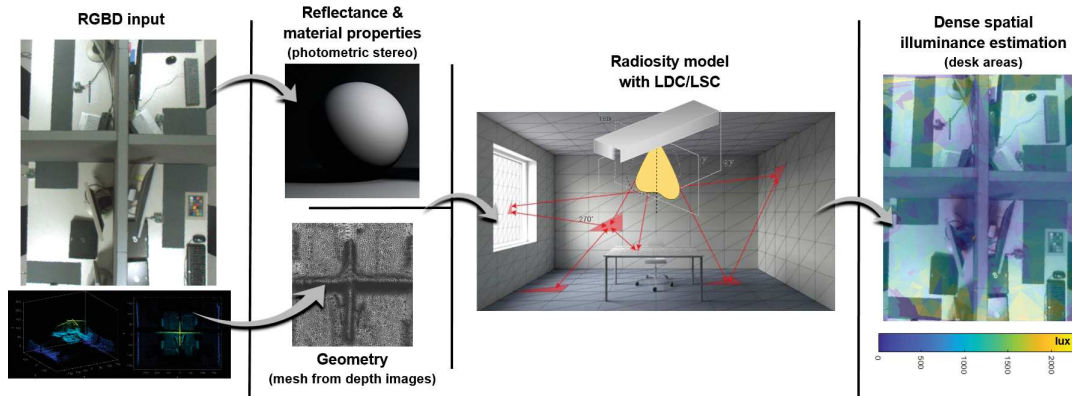 RGBD input
Reflectance &
material properties
(photometric stereo)
Geometry
(mesh from depth images)
Radiosity model
with LDC/LSC
270°
Dense spatial
illuminance estimation
(desk areas)
lux
0
500
1000
1500
2000